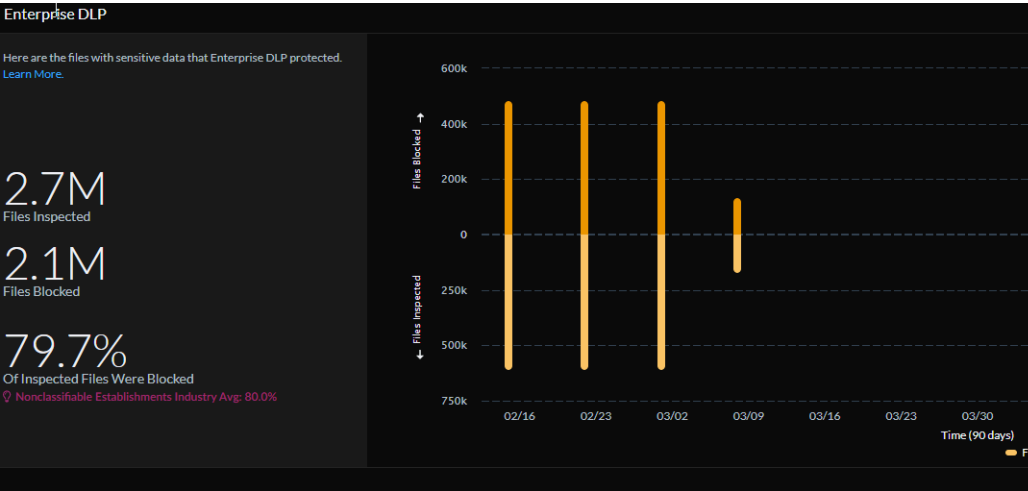 Enterprise DLP
Here are the files with sensitive data that Enterprise DLP protected.
Learn More.
2.7M
Files Inspected
2.1M
Files Blocked
79.7%
Of Inspected Files Were Blocked
Nonclassifiable Establishments Industry Avg: 80.0%
Files Blocked
Files Inspected
600k
400k
200k
0
250k
500k
750k
02/16 02/23 03/02 03/09 03/16 03/23 03/30
Time (90 days)
F